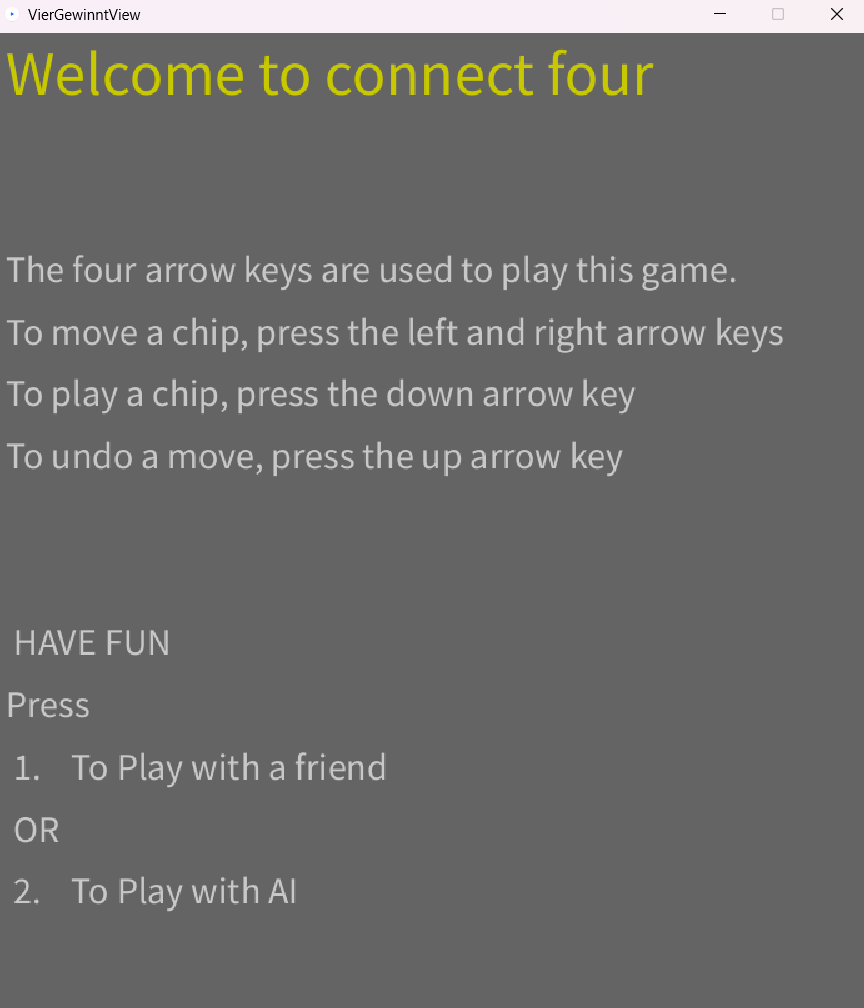 VierGewinntView
Welcome to connect four
The four arrow keys are used to play this game.
To move a chip, press the left and right arrow keys
To play a chip, press the down arrow key
To undo a move, press the up arrow key
HAVE FUN
Press
1. To Play with a friend
OR
2. To Play with AI